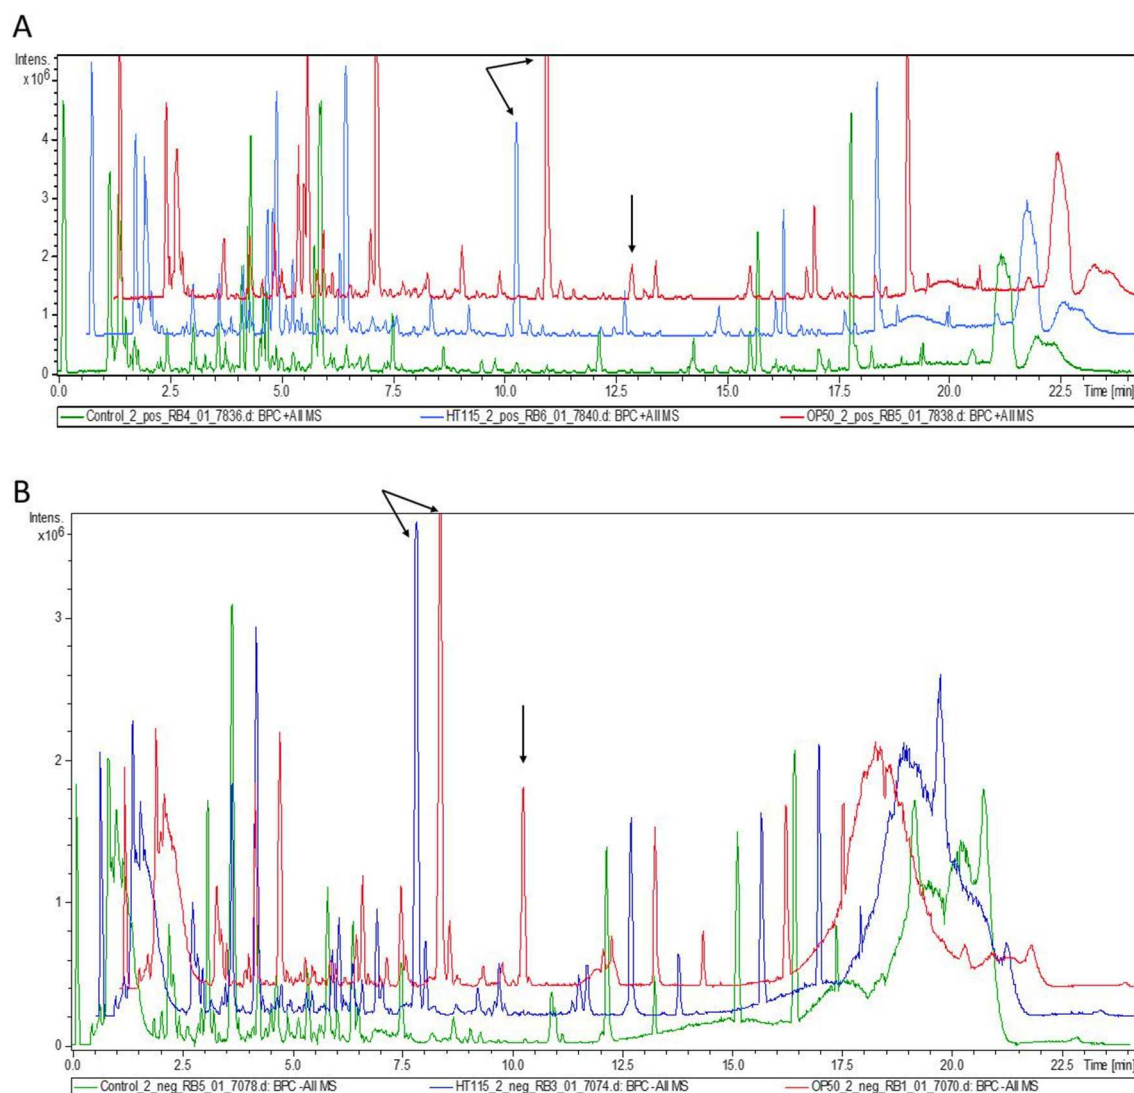 A
Intens.
x10⁶
4
3
2
1
0
0.0 2.5 5.0 7.5 10.0 12.5 15.0 17.5 20.0 22.5 Time [min]
Control_2_pos_RB4_01_7836.d: BPC +All MS HT115_2_pos_RB6_01_7840.d: BPC +All MS OP50_2_pos_RB5_01_7838.d: BPC +All MS
B
Intens.
x10⁶
3
2
1
0
0.0 2.5 5.0 7.5 10.0 12.5 15.0 17.5 20.0 22.5 Time [min]
Control_2_neg_RB5_01_7078.d: BPC -All MS HT115_2_neg_RB3_01_7074.d: BPC -All MS OP50_2_neg_RB1_01_7070.d: BPC -All MS